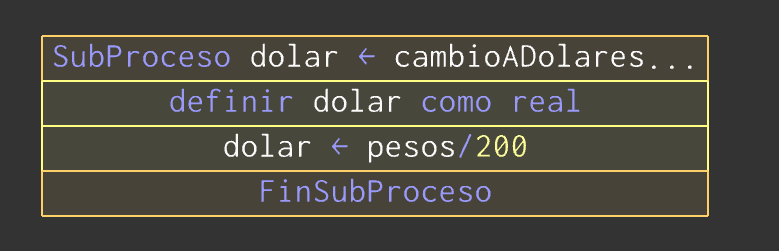 SubProceso dolar ← cambioADolares...
definir dolar como real
dolar ← pesos/200
FinSubProceso